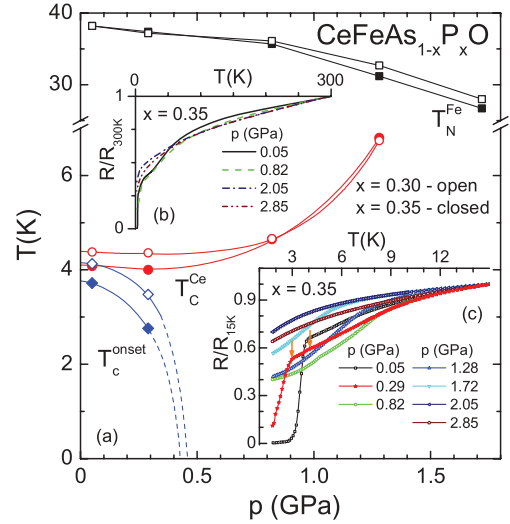 CeFeAs1-xPxO
40
30
6
4
2
0
T(K)
0.0
0.5
1.0
1.5
p (GPa)
(a)
TNFe
TCCe
Tconset
x = 0.30 - open
x = 0.35 - closed
T(K)
0
300
1
0
R/R300K
x = 0.35
p (GPa)
0.05
0.82
2.05
2.85
(b)
T(K)
3
6
9
12
0.9
0.6
0.3
0
R/R15K
x = 0.35
(c)
p (GPa)
0.05
0.29
0.82
p (GPa)
1.28
1.72
2.05
2.85